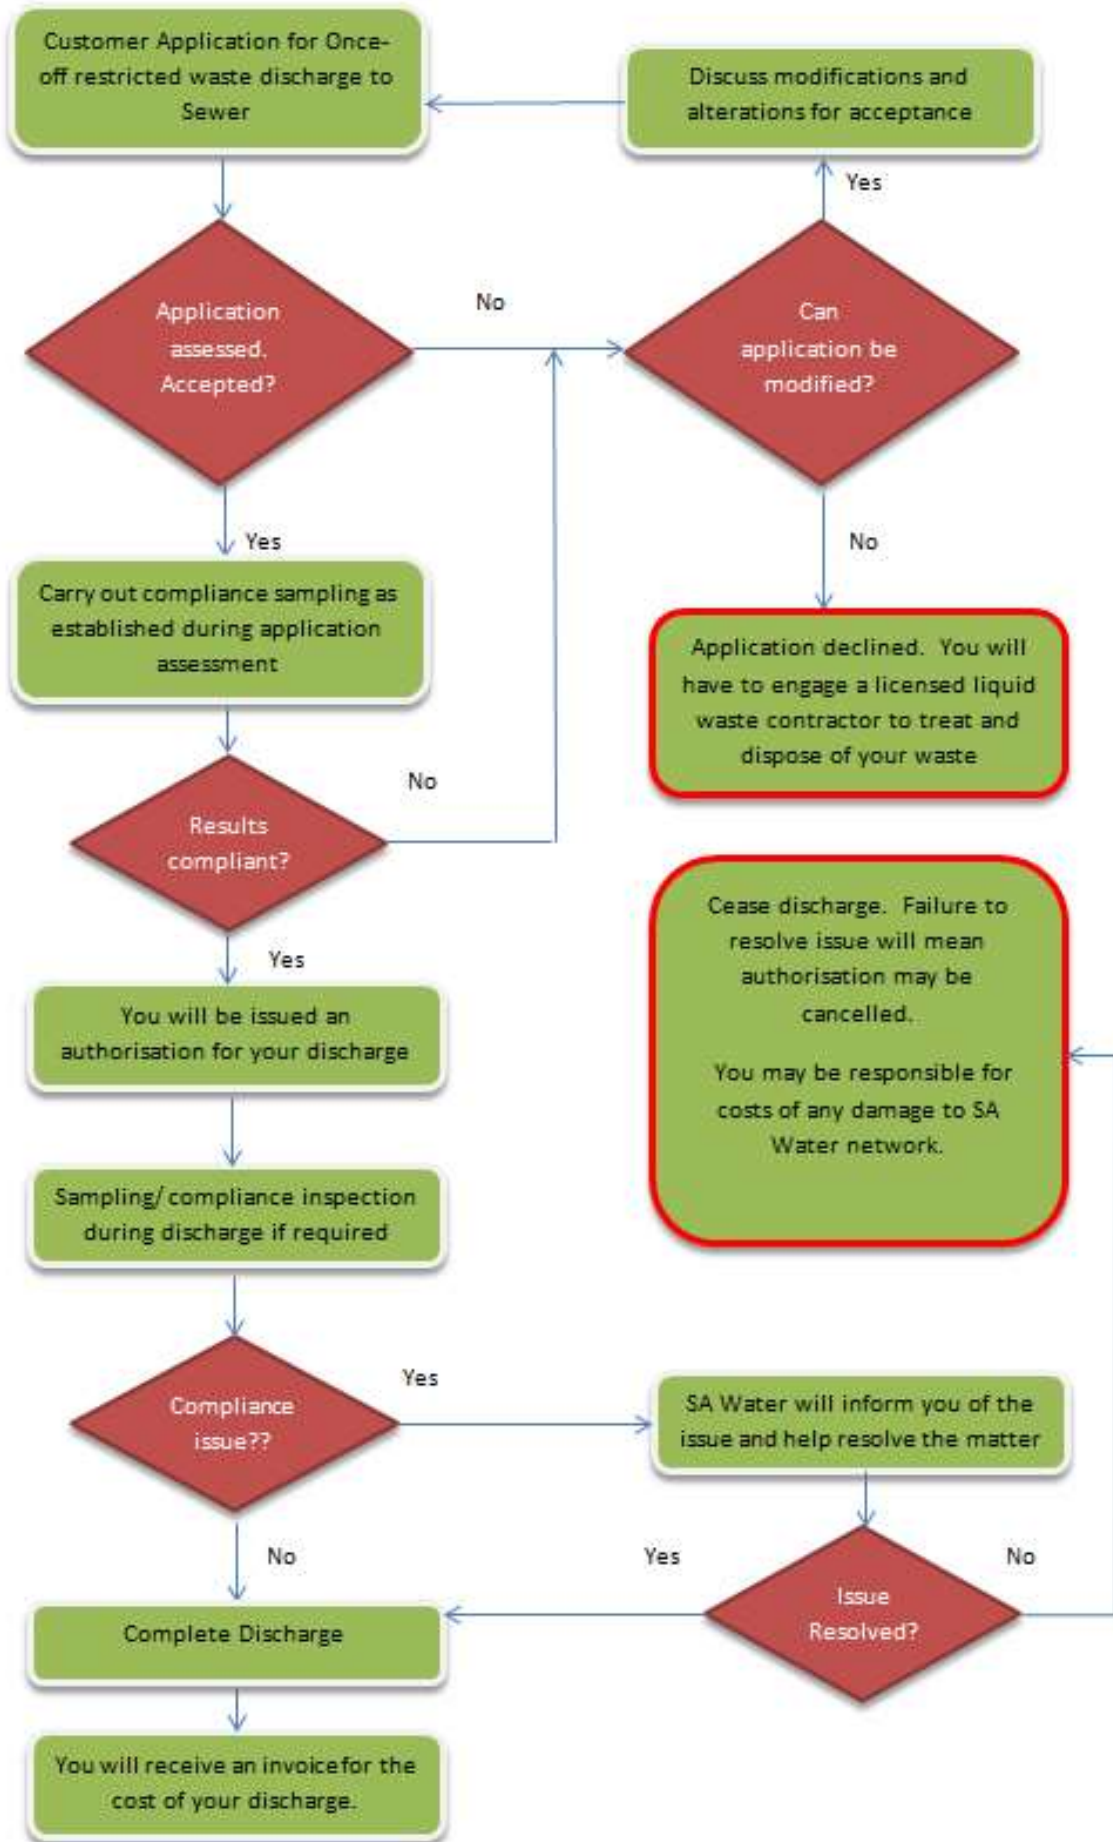 Customer Application for Once-
off restricted waste discharge to
Sewer
Discuss modifications and
alterations for acceptance
Yes
Application
assessed.
Accepted?
No
Can
application be
modified?
Yes
No
Carry out compliance sampling as
established during application
assessment
Application declined.  You will
have to engage a licensed liquid
waste contractor to treat and
dispose of your waste
Results
compliant?
No
Yes
Cease discharge.  Failure to
resolve issue will mean
authorisation may be
cancelled.
You may be responsible for
costs of any damage to SA
Water network.
You will be issued an
authorisation for your discharge
Sampling/ compliance inspection
during discharge if required
Compliance
issue??
Yes
SA Water will inform you of the
issue and help resolve the matter
No
Yes
No
Issue
Resolved?
Complete Discharge
You will receive an invoice for the
cost of your discharge.